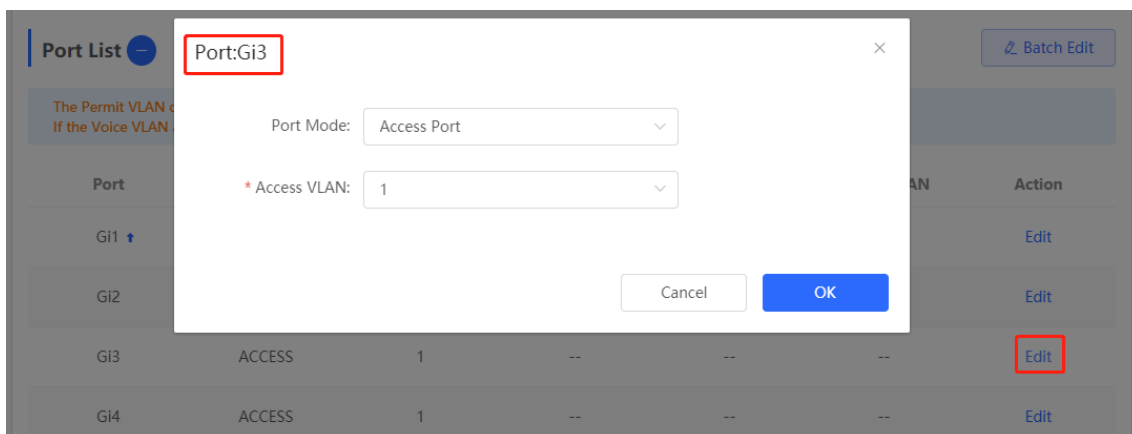 Port List
Port:Gi3
Batch Edit
The Permit VLAN
If the Voice VLAN
Port Mode: Access Port
* Access VLAN: 1
Port AN Action
Gi1 Edit
Gi2 Edit
Cancel OK
Gi3 ACCESS 1 -- -- -- Edit
Gi4 ACCESS 1 -- -- -- Edit